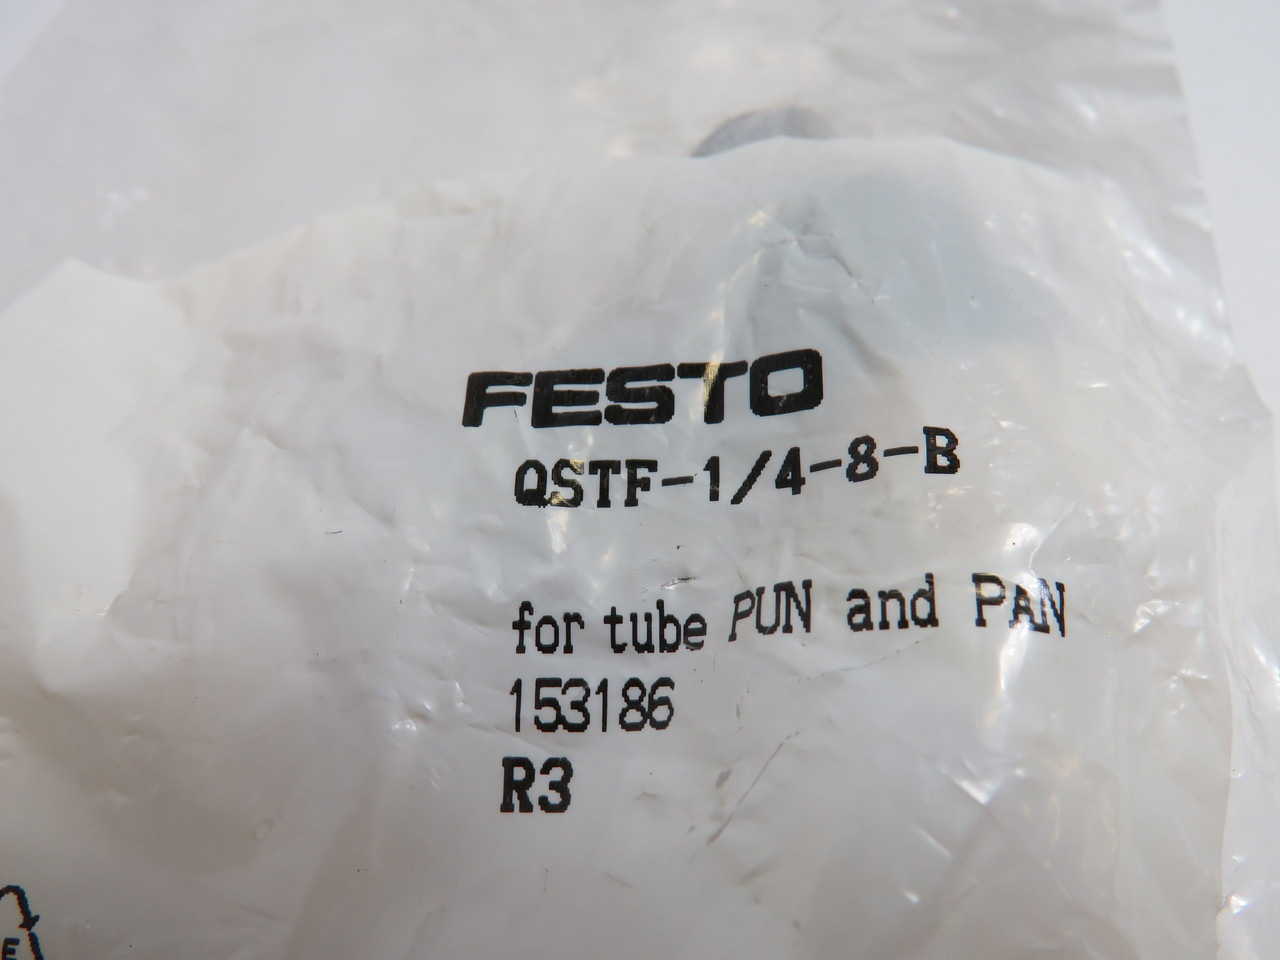 FESTO
QSTF-1/4-8-B
for tube PUN and PAN
153186
R3
E